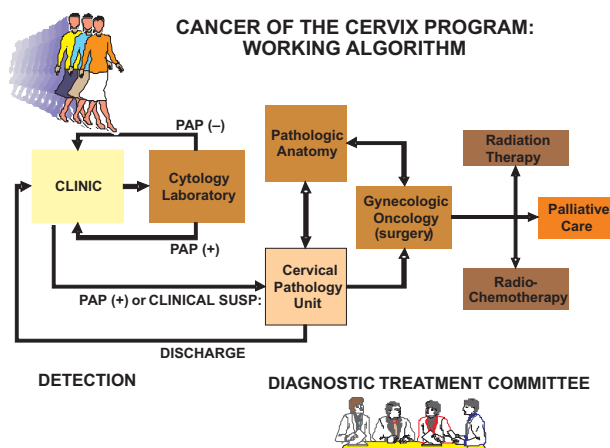 CANCER OF THE CERVIX PROGRAM:
WORKING ALGORITHM
PAP (–)
CLINIC
Cytology
Laboratory
PAP (+)
Pathologic
Anatomy
Gynecologic
Oncology
(surgery)
Radiation
Therapy
Palliative
Care
Radio-
Chemotherapy
Cervical
Pathology
Unit
PAP (+) or CLINICAL SUSP:
DISCHARGE
DETECTION
DIAGNOSTIC TREATMENT COMMITTEE